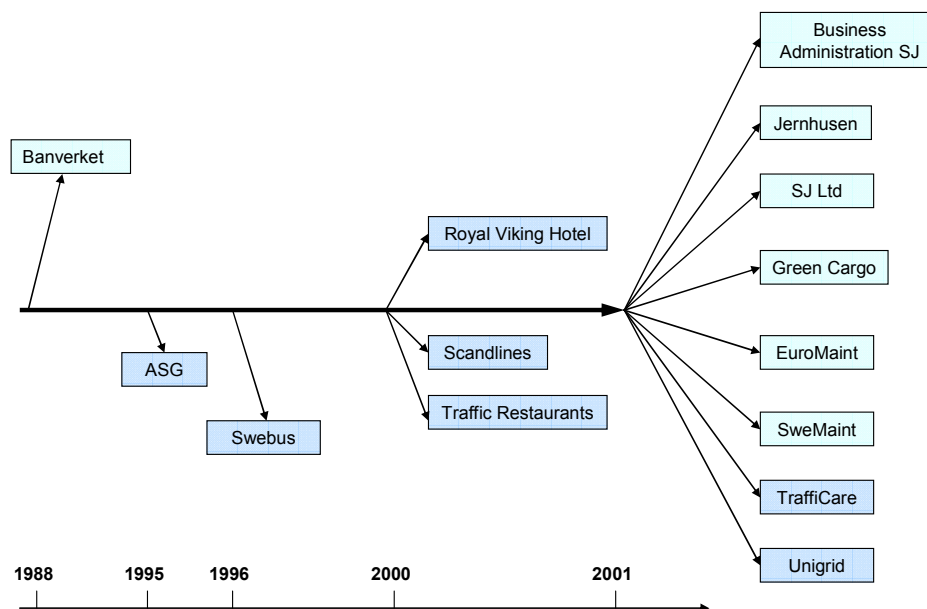 Business
Administration SJ
Jernhusen
Banverket
SJ Ltd
Royal Viking Hotel
Green Cargo
Scandlines
EuroMaint
ASG
Traffic Restaurants
Swebus
SweMaint
TraffiCare
Unigrid
1988
1995
1996
2000
2001